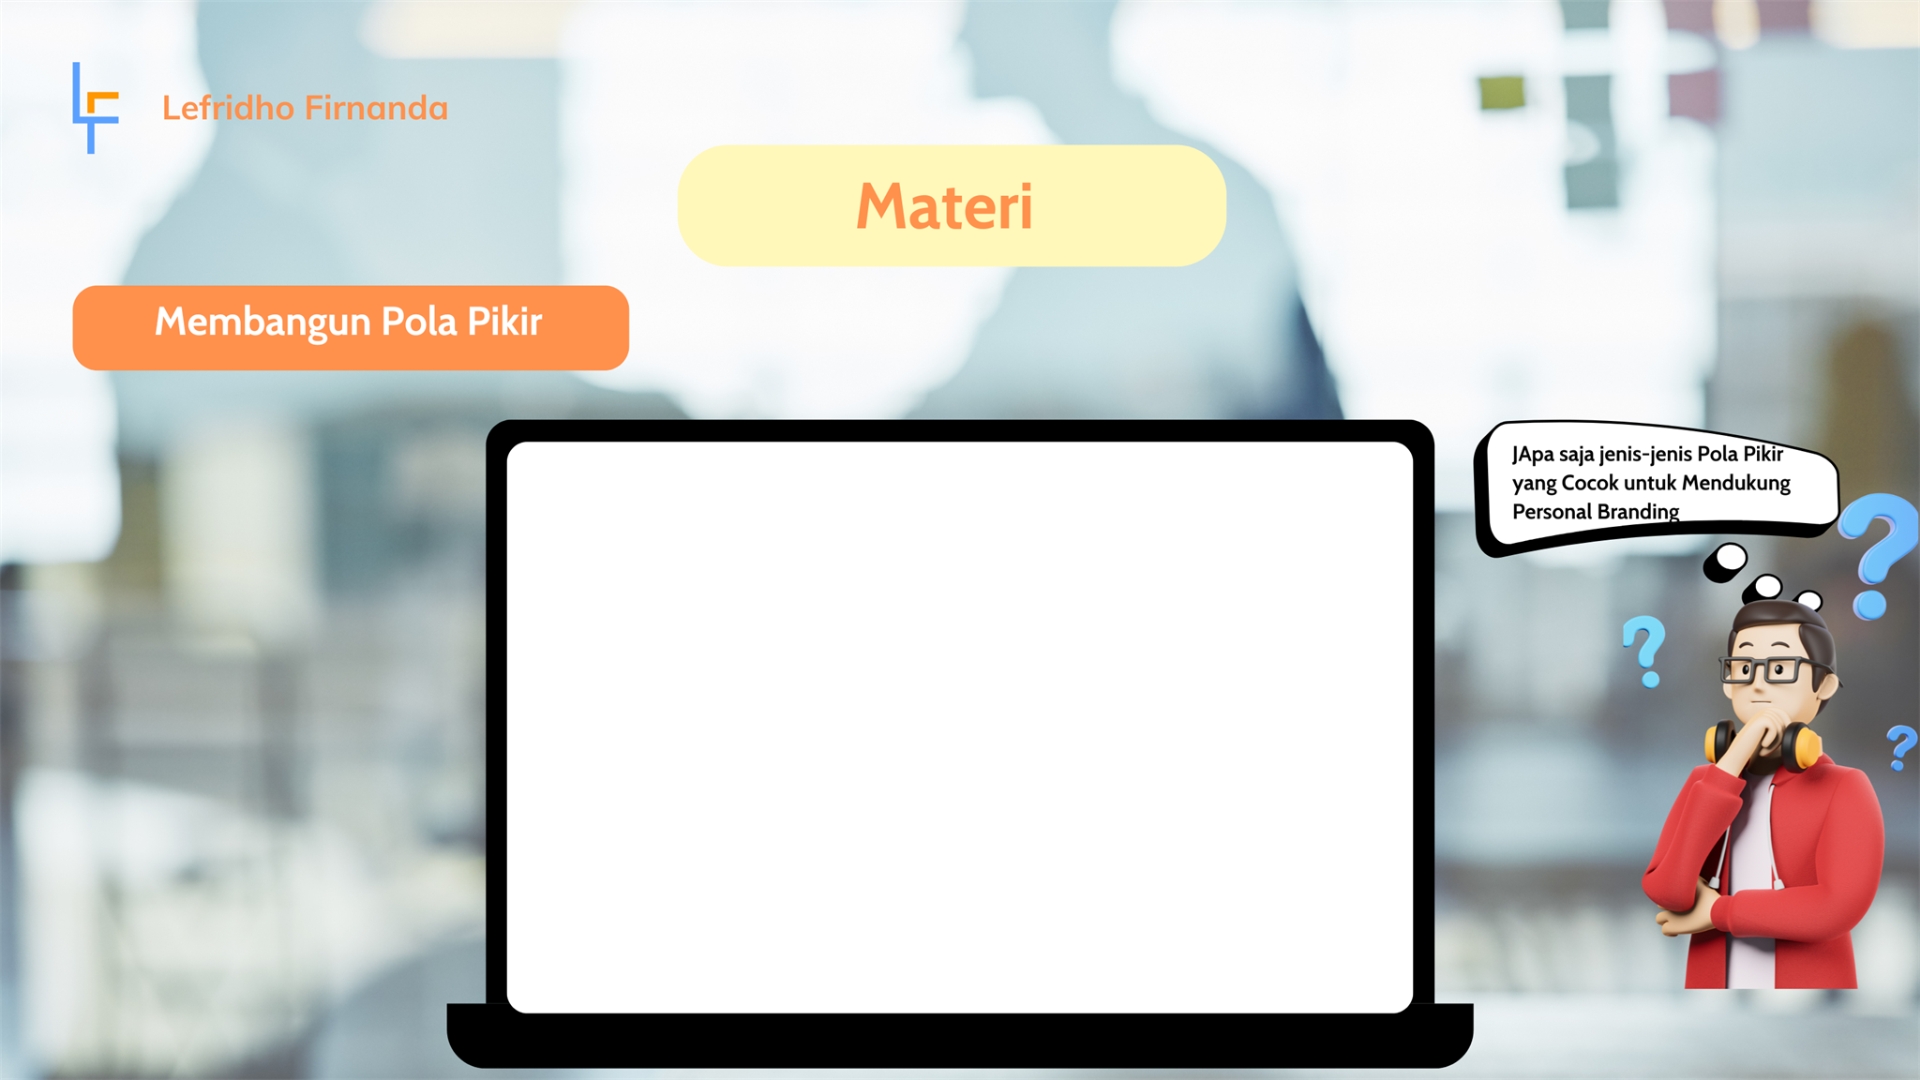 Lefridho Firnanda
Materi
Membangun Pola Pikir
JApa saja jenis-jenis Pola Pikir
yang Cocok untuk Mendukung
Personal Branding